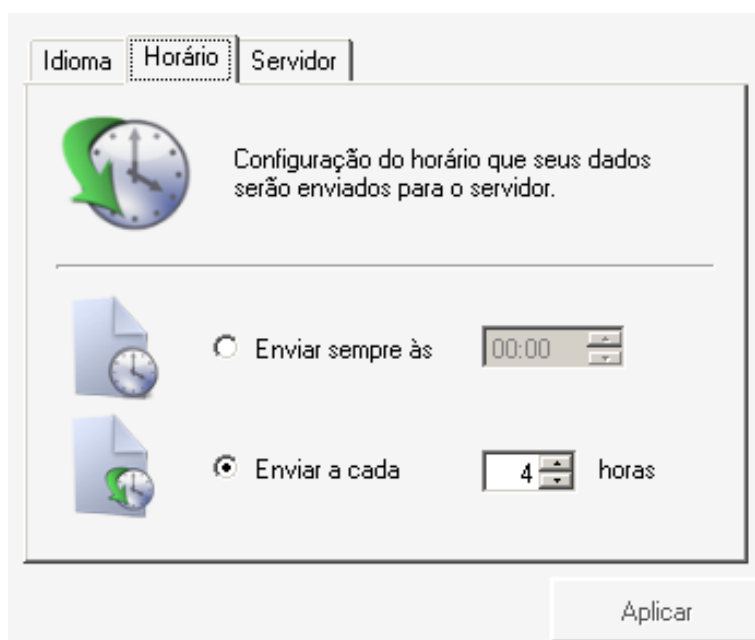 Idioma Horário Servidor
Configuração do horário que seus dados
serão enviados para o servidor.
Enviar sempre às 00:00
Enviar a cada 4 horas
Aplicar